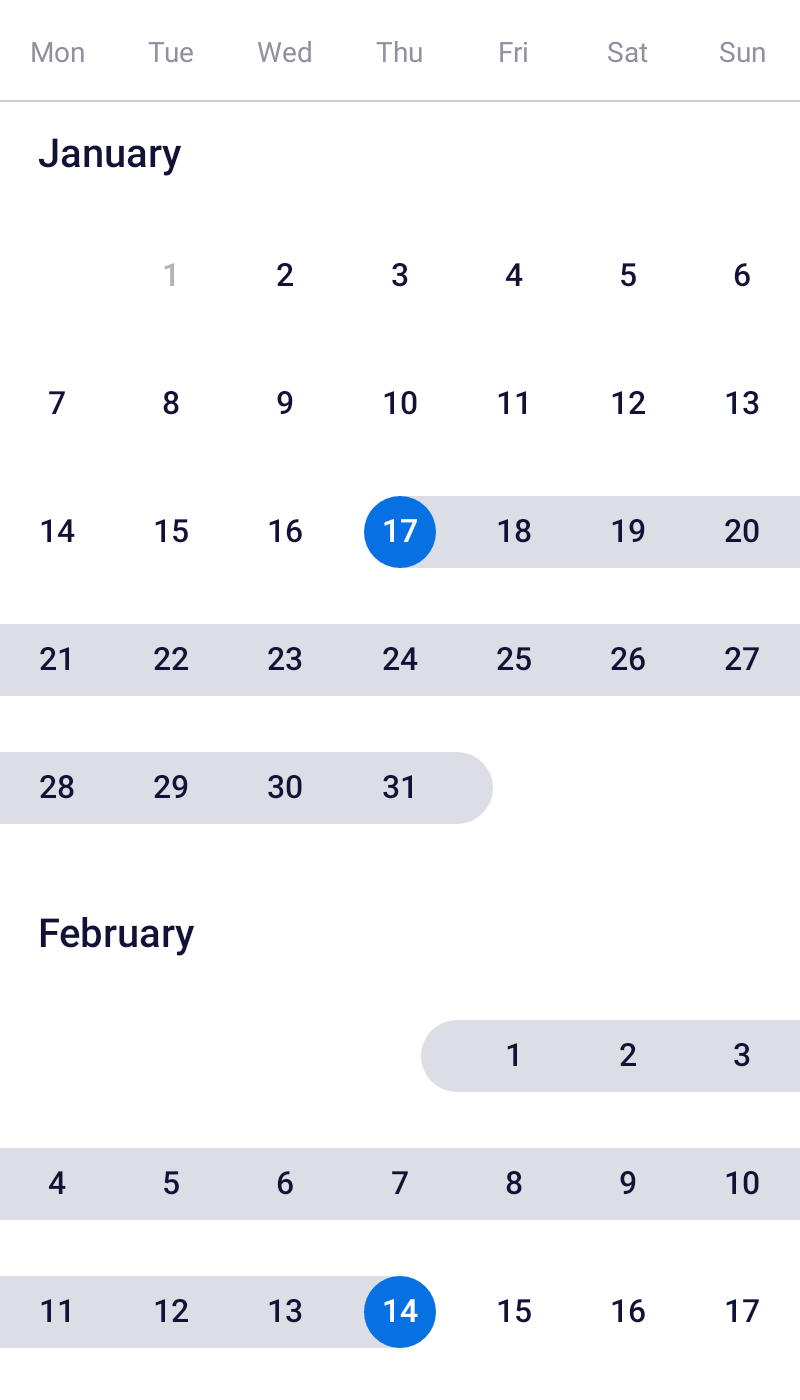 Mon Tue Wed Thu Fri Sat Sun
January
1 2 3 4 5 6
7 8 9 10 11 12 13
14 15 16 17 18 19 20
21 22 23 24 25 26 27
28 29 30 31
February
1 2 3
4 5 6 7 8 9 10
11 12 13 14 15 16 17